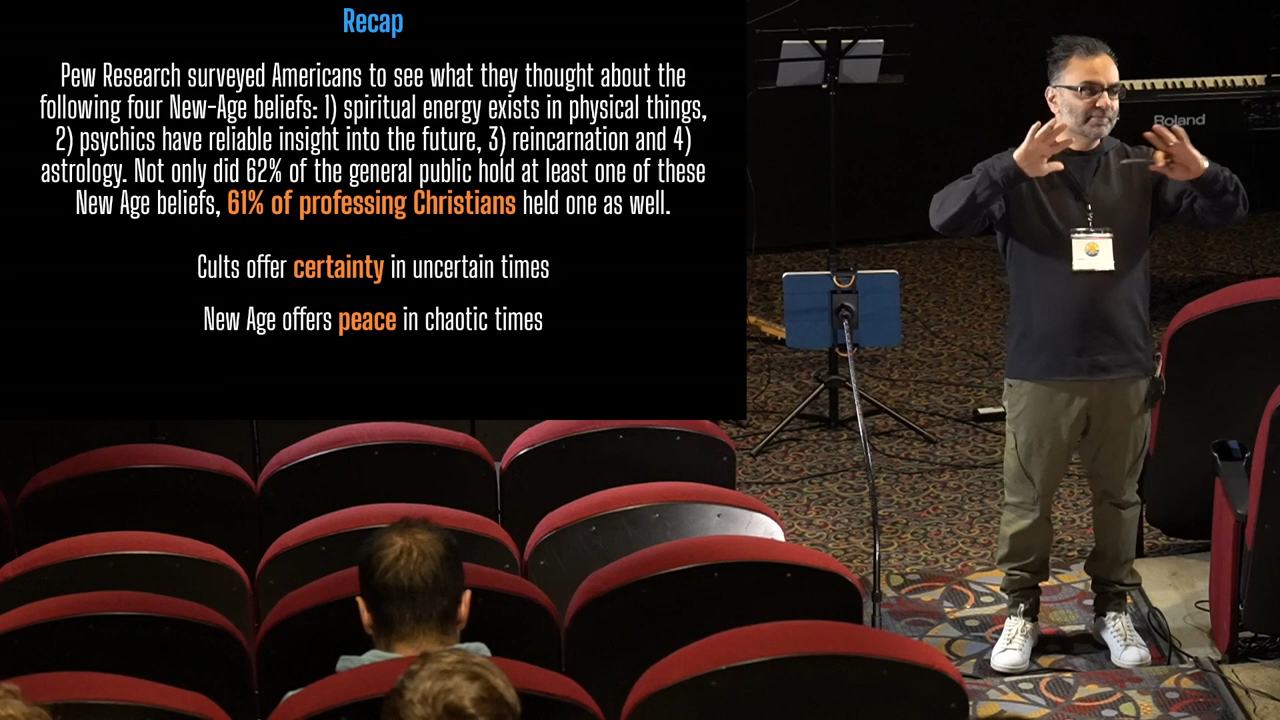 Recap
Pew Research surveyed Americans to see what they thought about the
following four New-Age beliefs: 1) spiritual energy exists in physical things,
2) psychics have reliable insight into the future, 3) reincarnation and 4)
astrology. Not only did 62% of the general public hold at least one of these
New Age beliefs, 61% of professing Christians held one as well.
Cults offer certainty in uncertain times
New Age offers peace in chaotic times
Roland